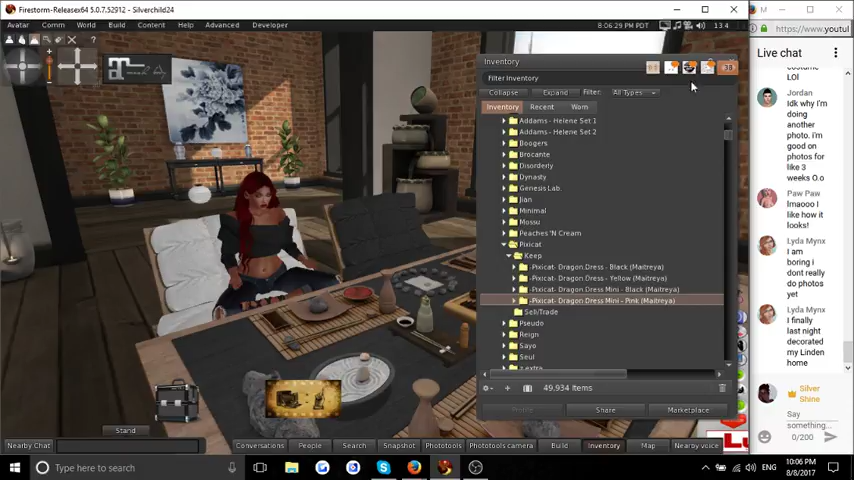 Firestorm-Releasex64 5.0.7.52912 - Silverchild24
Avatar Comm World Build Content Help Advanced Developer
8:06:29 PM PDT 13.4
Inventory
Filter Inventory
Collapse Expand Filter: All Types
Inventory Recent Worn
Addams - Helene Set 1
Addams - Helene Set 2
Boogers
Brocante
Disorderly
Dynasty
Genesis Lab.
Jian
Minimal
Mossu
Peaches 'N Cream
Pixicat
Keep
-Pixicat- Dragon.Dress - Black (Maitreya)
-Pixicat- Dragon.Dress - Yellow (Maitreya)
-Pixicat- Dragon.Dress Mini - Black (Maitreya)
-Pixicat- Dragon.Dress Mini - Pink (Maitreya)
Sell/Trade
Pseudo
Reign
Sayo
Seul
49,934 Items
Profile Share Marketplace
Stand
Nearby Chat Conversations People Search Snapshot Phototools Phototools camera Build Inventory Map Nearby voice
https://www.youtul
Live chat
costume
LOl
Jordan
Idk why I'm
doing
another
photo. i'm
good on
photos for
like 3
weeks O.o
Paw Paw
lmaooo I
like how it
looks!
Lyda Mynx
I am
boring i
dont really
do photos
yet
Lyda Mynx
I finally
last night
decorated
my Linden
home
Silver
Shine
Say
something...
0/200
Type here to search
ENG
10:06 PM
8/8/2017